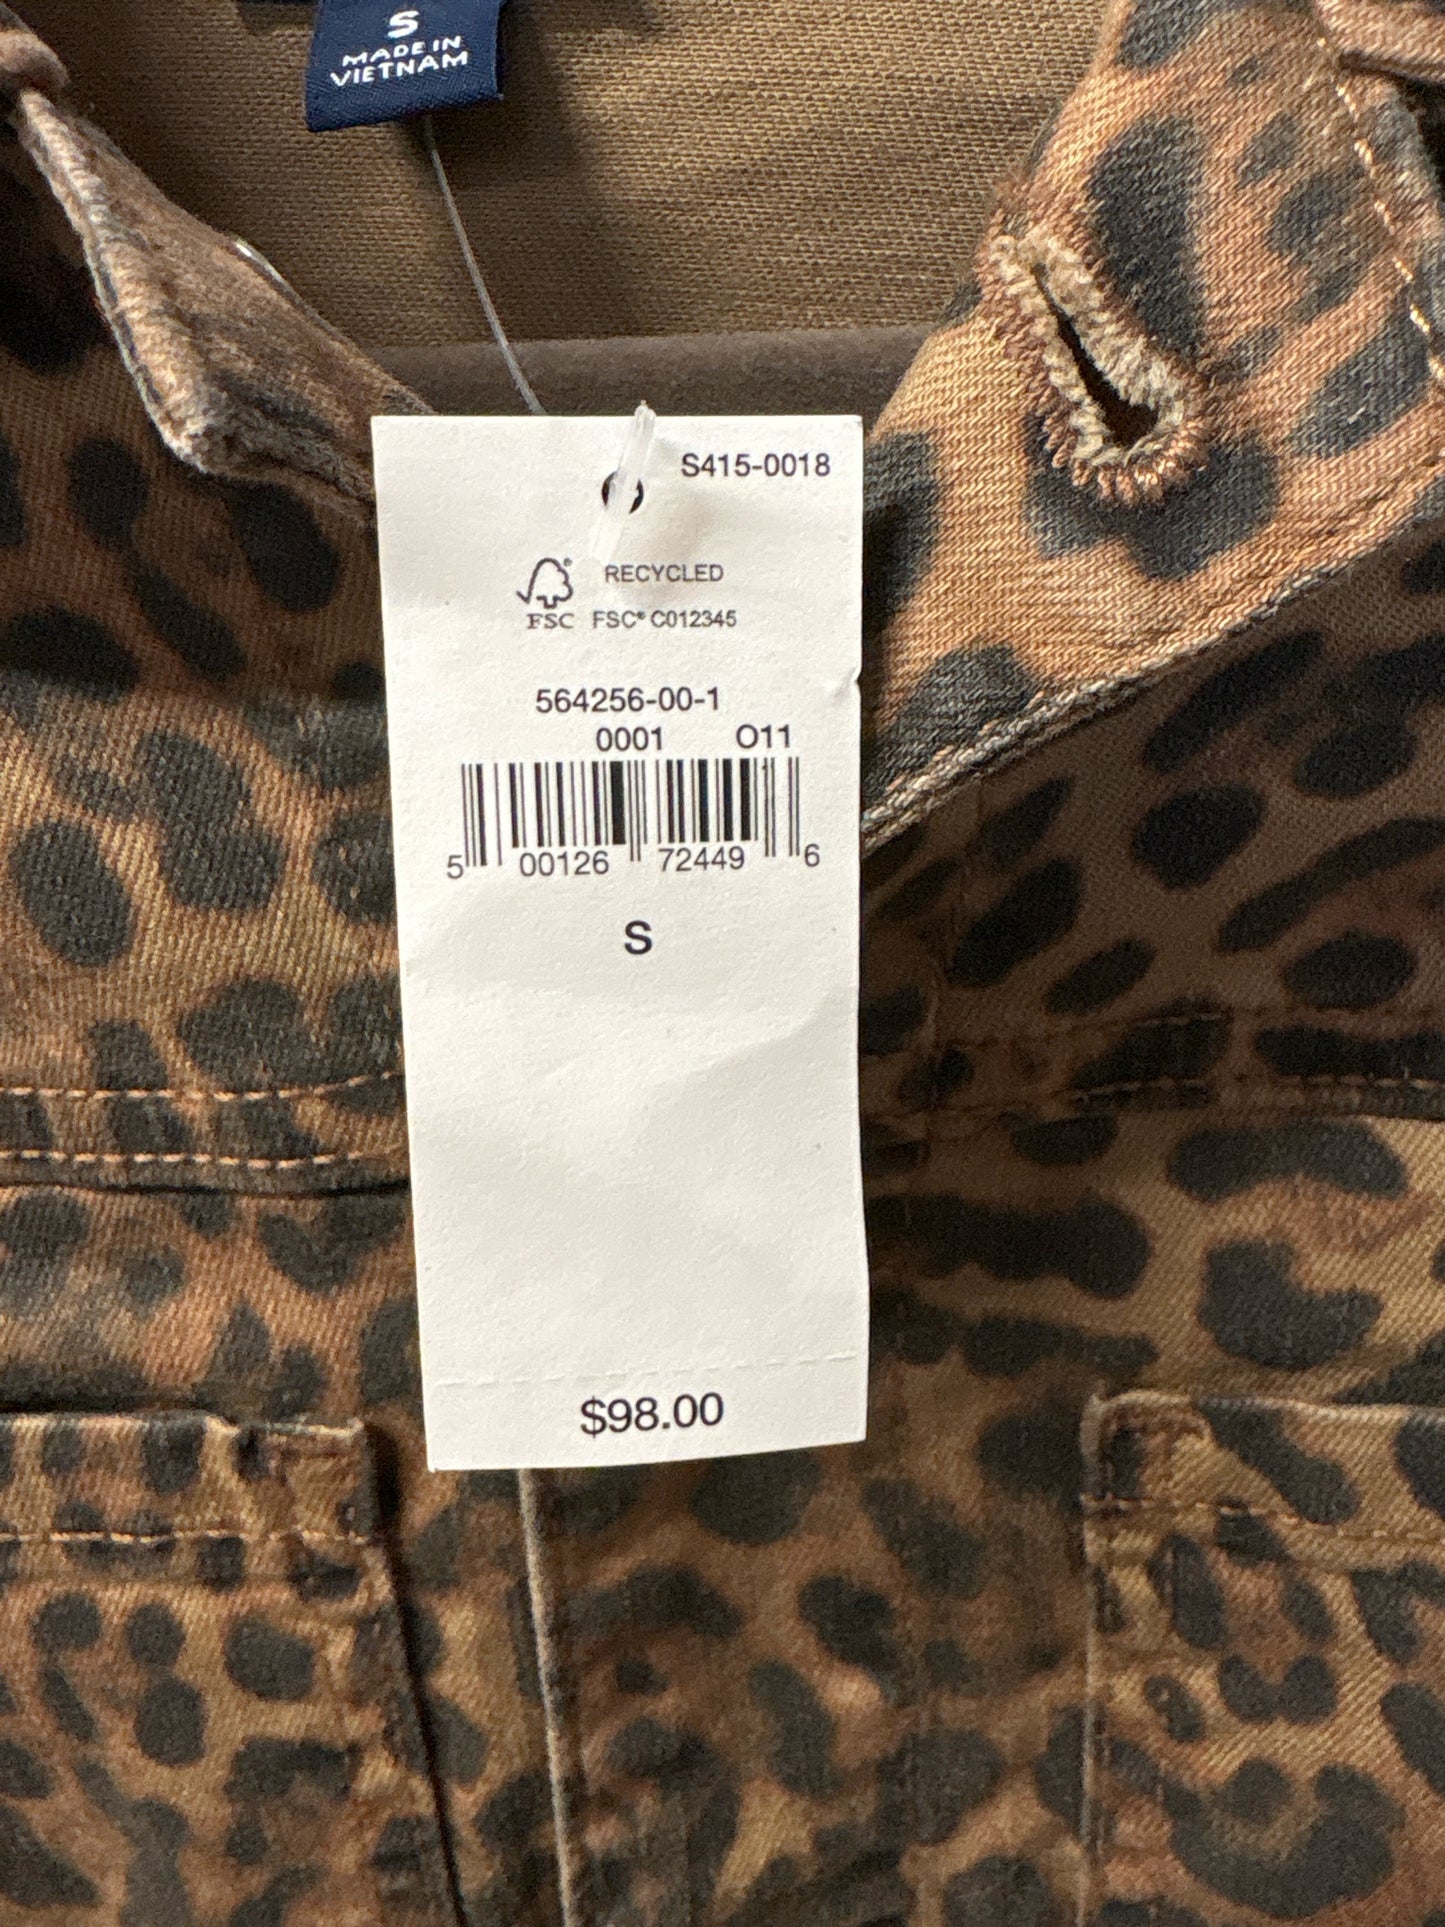 S
MADE IN
VIETNAM
S415-0018
RECYCLED
FSC FSC® C012345
564256-00-1
0001 O11
5 00126 72449 6
S
$98.00